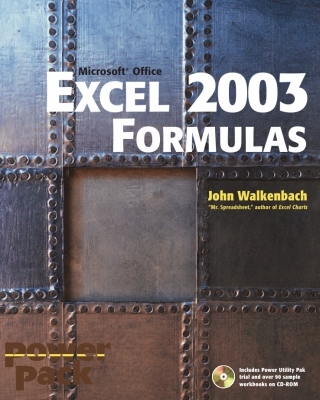 Microsoft® Office
EXCEL 2003
FORMULAS
John Walkenbach
"Mr. Spreadsheet," author of Excel Charts
power
pack
Includes Power Utility Pak
trial and over 90 sample
workbooks on CD-ROM